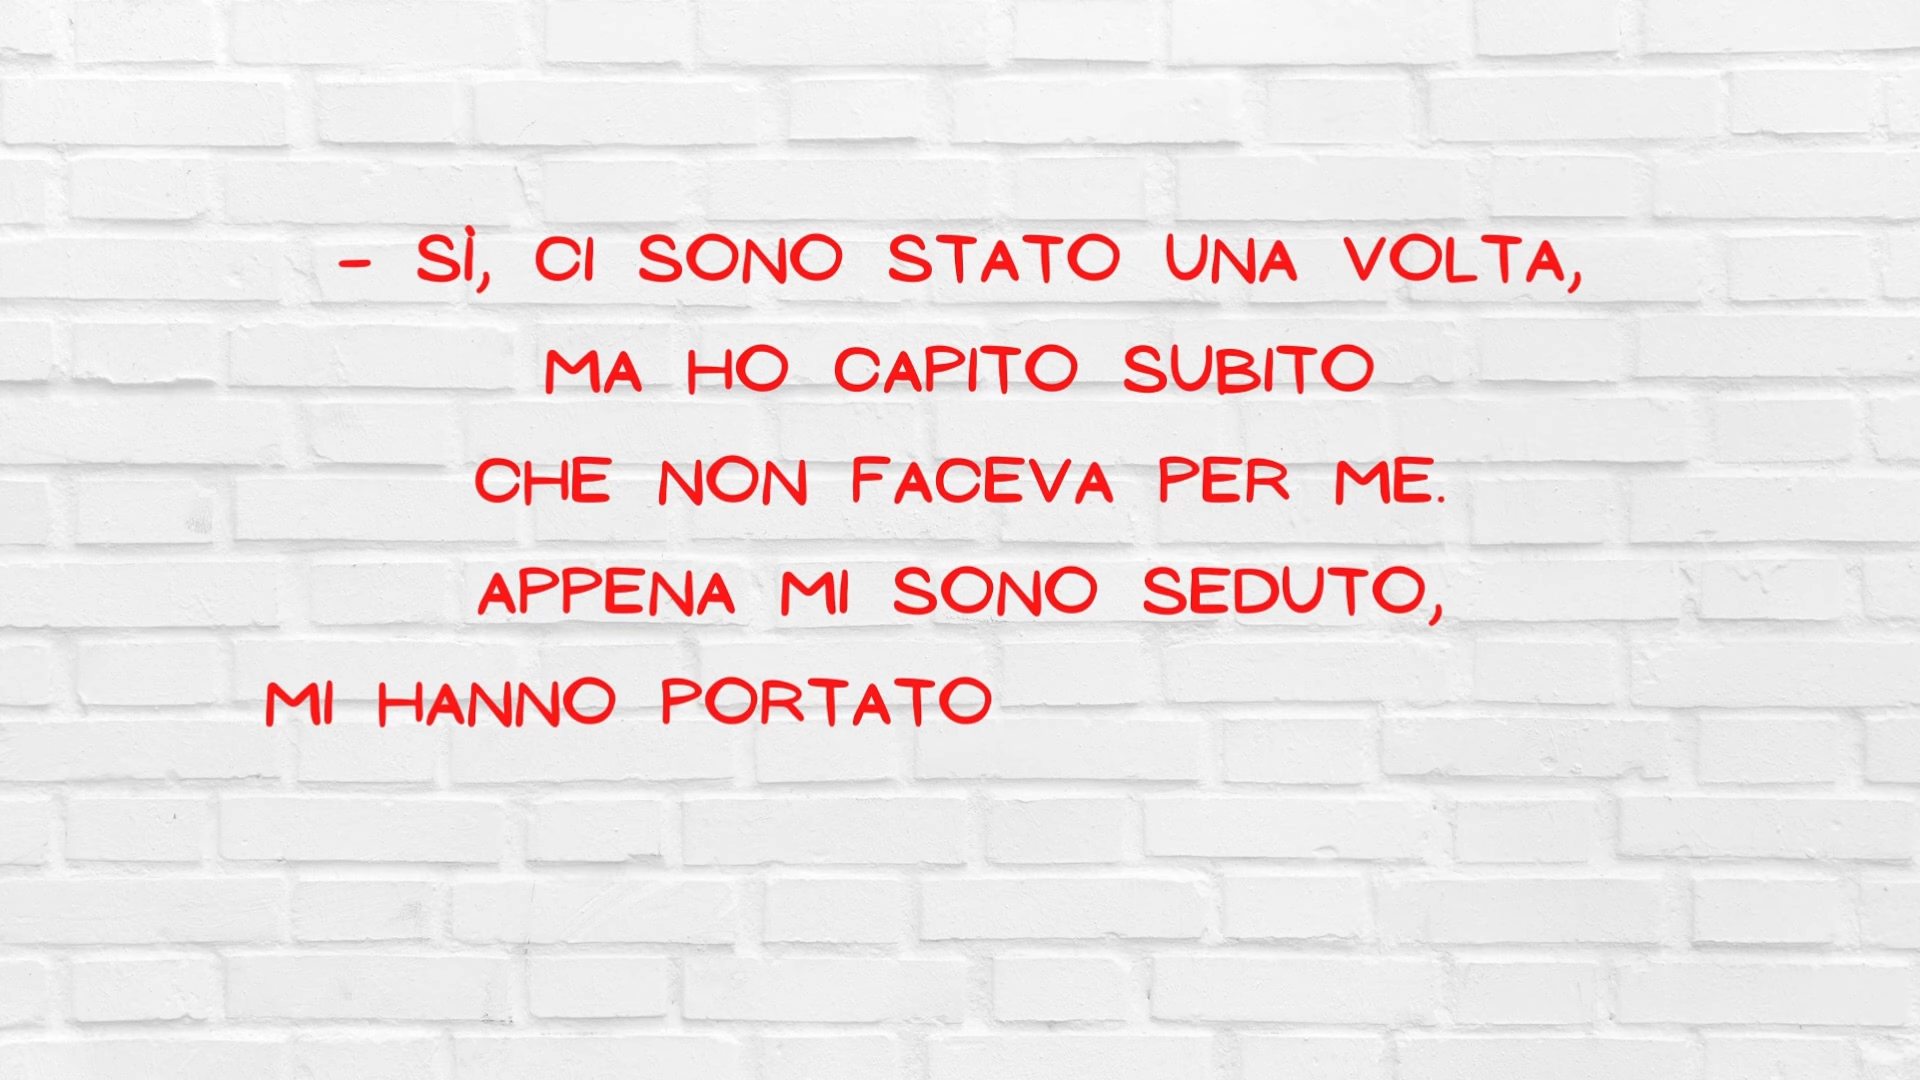 - SÌ, CI SONO STATO UNA VOLTA,
MA HO CAPITO SUBITO
CHE NON FACEVA PER ME.
APPENA MI SONO SEDUTO,
MI HANNO PORTATO